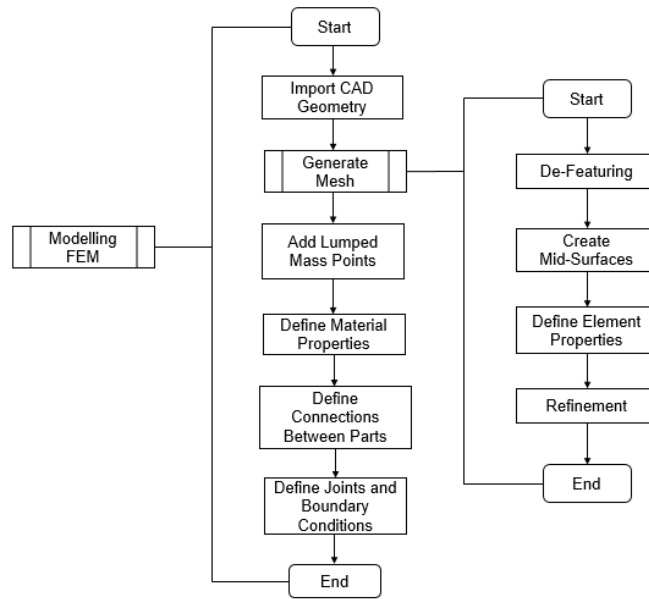 Modelling
FEM
Start
Import CAD
Geometry
Generate
Mesh
Add Lumped
Mass Points
Define Material
Properties
Define
Connections
Between Parts
Define Joints and
Boundary
Conditions
End
Start
De-Featuring
Create
Mid-Surfaces
Define Element
Properties
Refinement
End